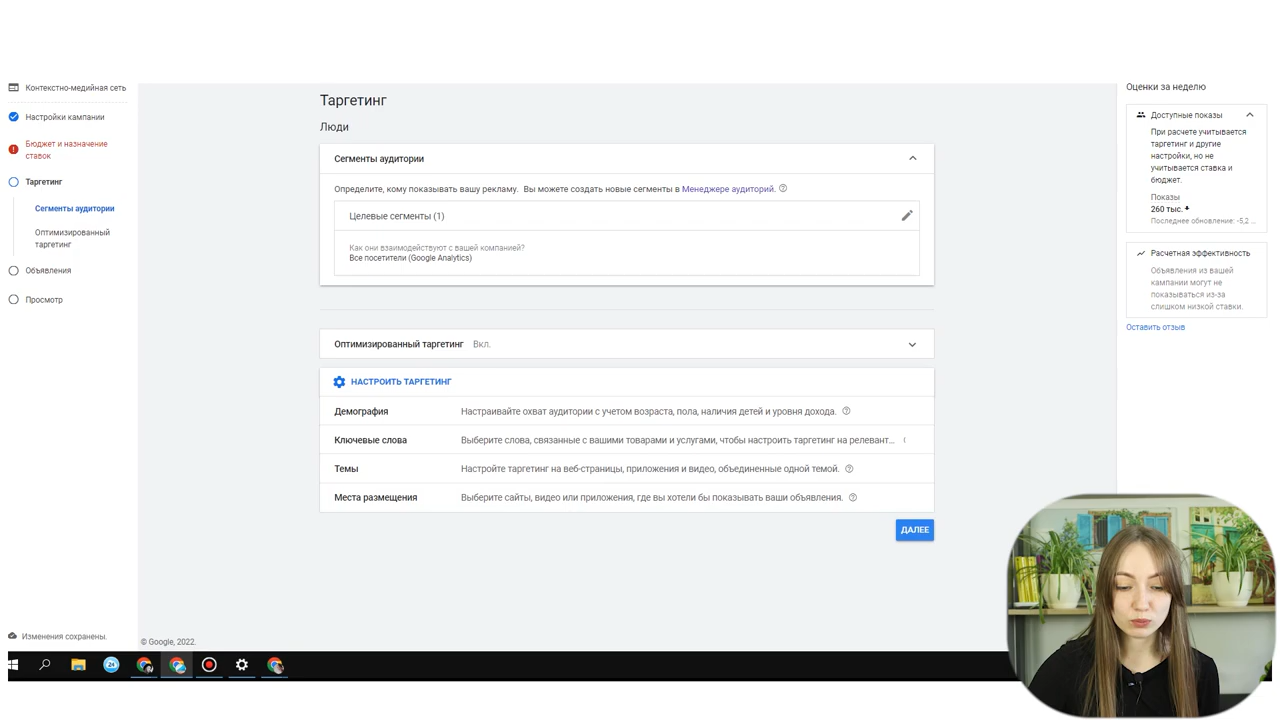 Контекстно-медийная сеть
Настройки кампании
Бюджет и назначение
ставок
Таргетинг
Сегменты аудитории
Оптимизированный
таргетинг
Объявления
Просмотр
Изменения сохранены.
Таргетинг
Люди
Сегменты аудитории
Определите, кому показывать вашу рекламу. Вы можете создать новые сегменты в Менеджере аудиторий.
Целевые сегменты (1)
Как они взаимодействуют с вашей компанией?
Все посетители (Google Analytics)
Оптимизированный таргетинг Вкл.
НАСТРОИТЬ ТАРГЕТИНГ
Демография Настраивайте охват аудитории с учетом возраста, пола, наличия детей и уровня дохода.
Ключевые слова Выберите слова, связанные с вашими товарами и услугами, чтобы настроить таргетинг на релевант...
Темы Настройте таргетинг на веб-страницы, приложения и видео, объединенные одной темой.
Места размещения Выберите сайты, видео или приложения, где вы хотели бы показывать ваши объявления.
ДАЛЕЕ
© Google, 2022.
Оценки за неделю
Доступные показы
При расчете учитывается
таргетинг и другие
настройки, но не
учитывается ставка и
бюджет.
Показы
260 тыс.
Последнее обновление: -5,2 ...
Расчетная эффективность
Объявления из вашей
кампании могут не
показываться из-за
слишком низкой ставки.
Оставить отзыв